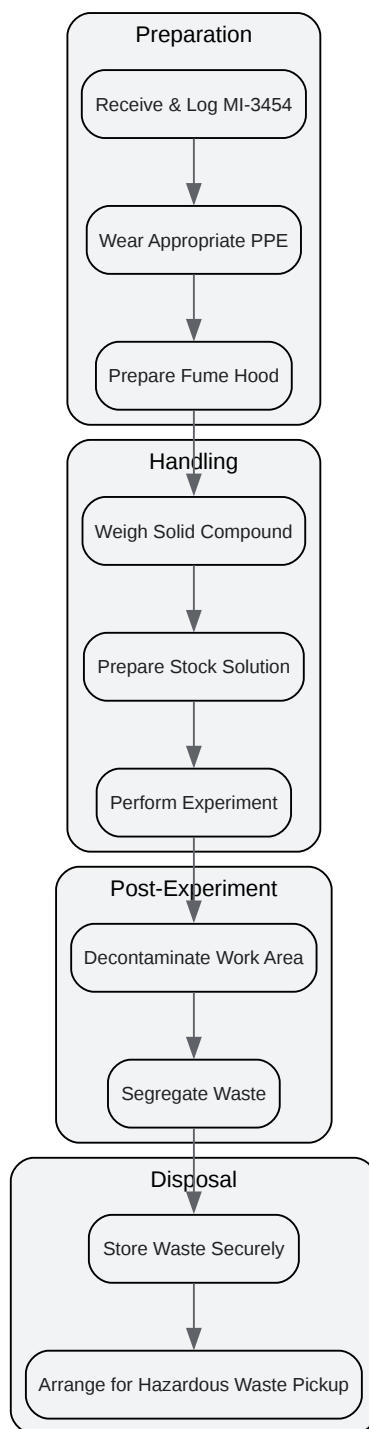 Preparation
Receive & Log MI-3454
Wear Appropriate PPE
Prepare Fume Hood
Handling
Weigh Solid Compound
Prepare Stock Solution
Perform Experiment
Post-Experiment
Decontaminate Work Area
Segregate Waste
Disposal
Store Waste Securely
Arrange for Hazardous Waste Pickup